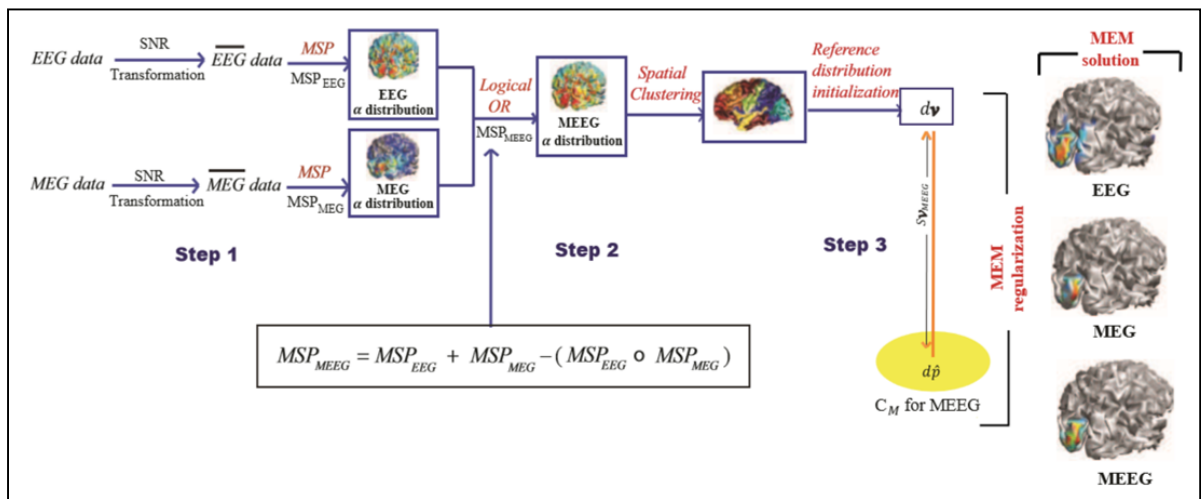 EEG data
SNR
Transformation
E̅E̅G̅ data
MSP
MSP_EEG
EEG
α distribution
Logical
OR
MSP_MEEG
MEEG
α distribution
Spatial
Clustering
Reference
distribution
initialization
d𝝂
MEG data
SNR
Transformation
M̅E̅G̅ data
MSP
MSP_MEG
MEG
α distribution
Step 1
Step 2
Step 3
MSP_MEEG = MSP_EEG + MSP_MEG − ( MSP_EEG o MSP_MEG )
S𝝂_MEEG
dp̂
C_M for MEEG
MEM
regularization
MEM
solution
EEG
MEG
MEEG